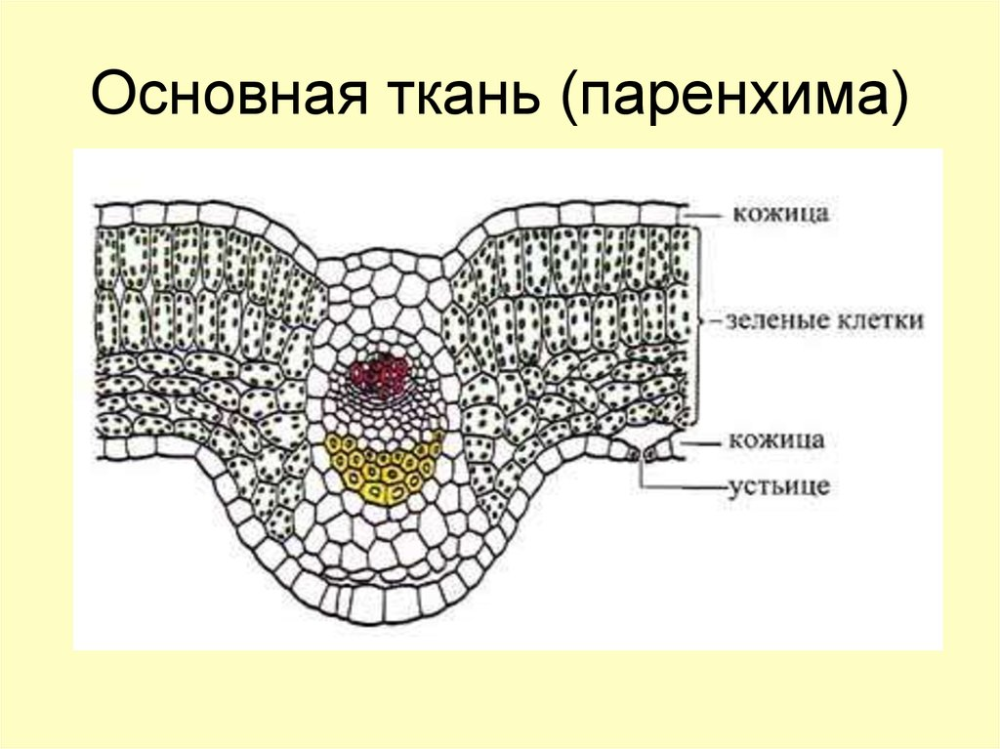 Основная ткань (паренхима)
кожица
зеленые клетки
кожица
устьице